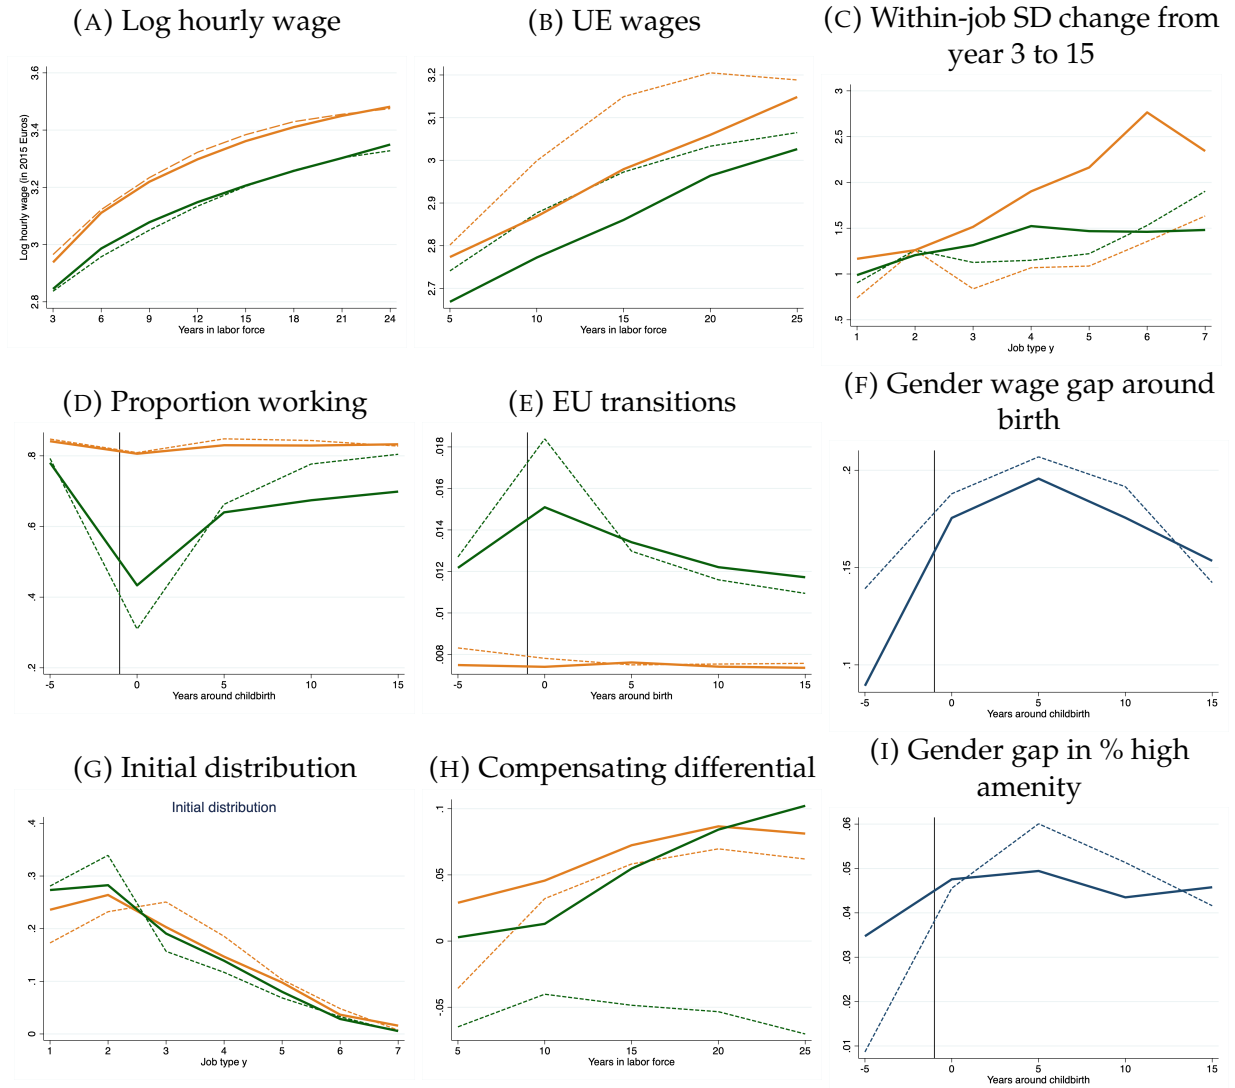 (A) Log hourly wage
Log hourly wage (in 2015 Euros)
3.6
3.4
3.2
3
2.8
3 6 9 12 15 18 21 24
Years in labor force
(B) UE wages
3.2
3.1
3
2.9
2.8
2.7
5 10 15 20 25
Years in labor force
(C) Within-job SD change from
year 3 to 15
3
2.5
2
1.5
1
.5
1 2 3 4 5 6 7
Job type y
(D) Proportion working
.8
.6
.4
.2
-5 0 5 10 15
Years around childbirth
(E) EU transitions
.018
.016
.014
.012
.01
.008
-5 0 5 10 15
Years around birth
(F) Gender wage gap around
birth
.2
.15
.1
-5 0 5 10 15
Years around childbirth
(G) Initial distribution
Initial distribution
.4
.3
.2
.1
0
1 2 3 4 5 6 7
Job type y
(H) Compensating differential
.1
.05
0
-.05
5 10 15 20 25
Years in labor force
(I) Gender gap in % high
amenity
.06
.05
.04
.03
.02
.01
-5 0 5 10 15
Years around childbirth